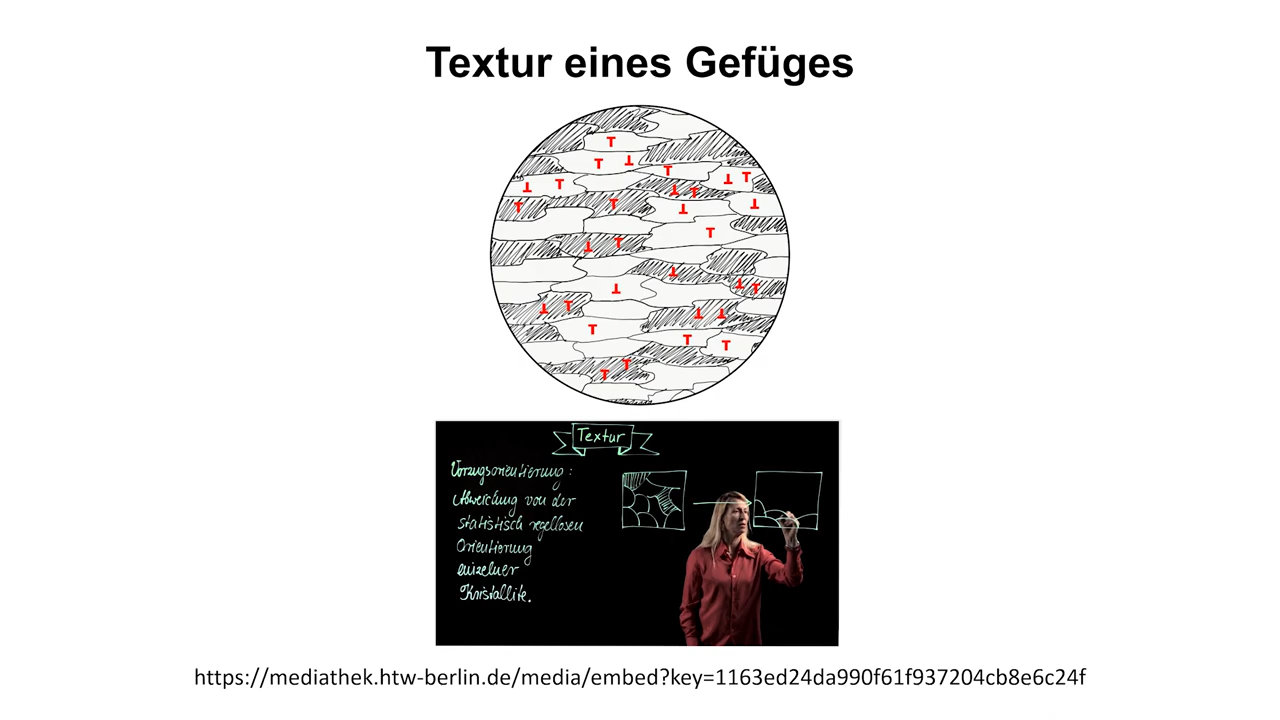 Textur eines Gefüges
Textur
Vorzugsorientierung:
Abweichung von der
statistisch regellosen
Orientierung
einzelner
Kristallite.
https://mediathek.htw-berlin.de/media/embed?key=1163ed24da990f61f937204cb8e6c24f